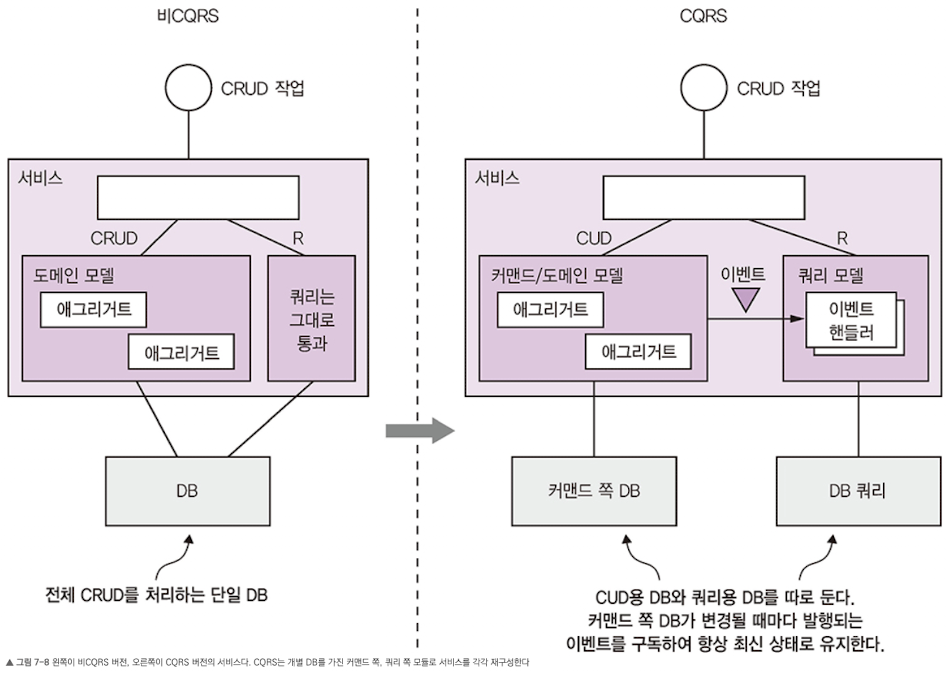 비CQRS
CRUD 작업
서비스
CRUD
R
도메인 모델
애그리거트
애그리거트
쿼리는
그대로
통과
DB
전체 CRUD를 처리하는 단일 DB
CQRS
CRUD 작업
서비스
CUD
R
커맨드/도메인 모델
애그리거트
애그리거트
이벤트
쿼리 모델
이벤트
핸들러
커맨드 쪽 DB
DB 쿼리
CUD용 DB와 쿼리용 DB를 따로 둔다.
커맨드 쪽 DB가 변경될 때마다 발행되는
이벤트를 구독하여 항상 최신 상태로 유지한다.
▲ 그림 7-8 왼쪽이 비CQRS 버전, 오른쪽이 CQRS 버전의 서비스다. CQRS는 개별 DB를 가진 커맨드 쪽, 쿼리 쪽 모듈로 서비스를 각각 재구성한다